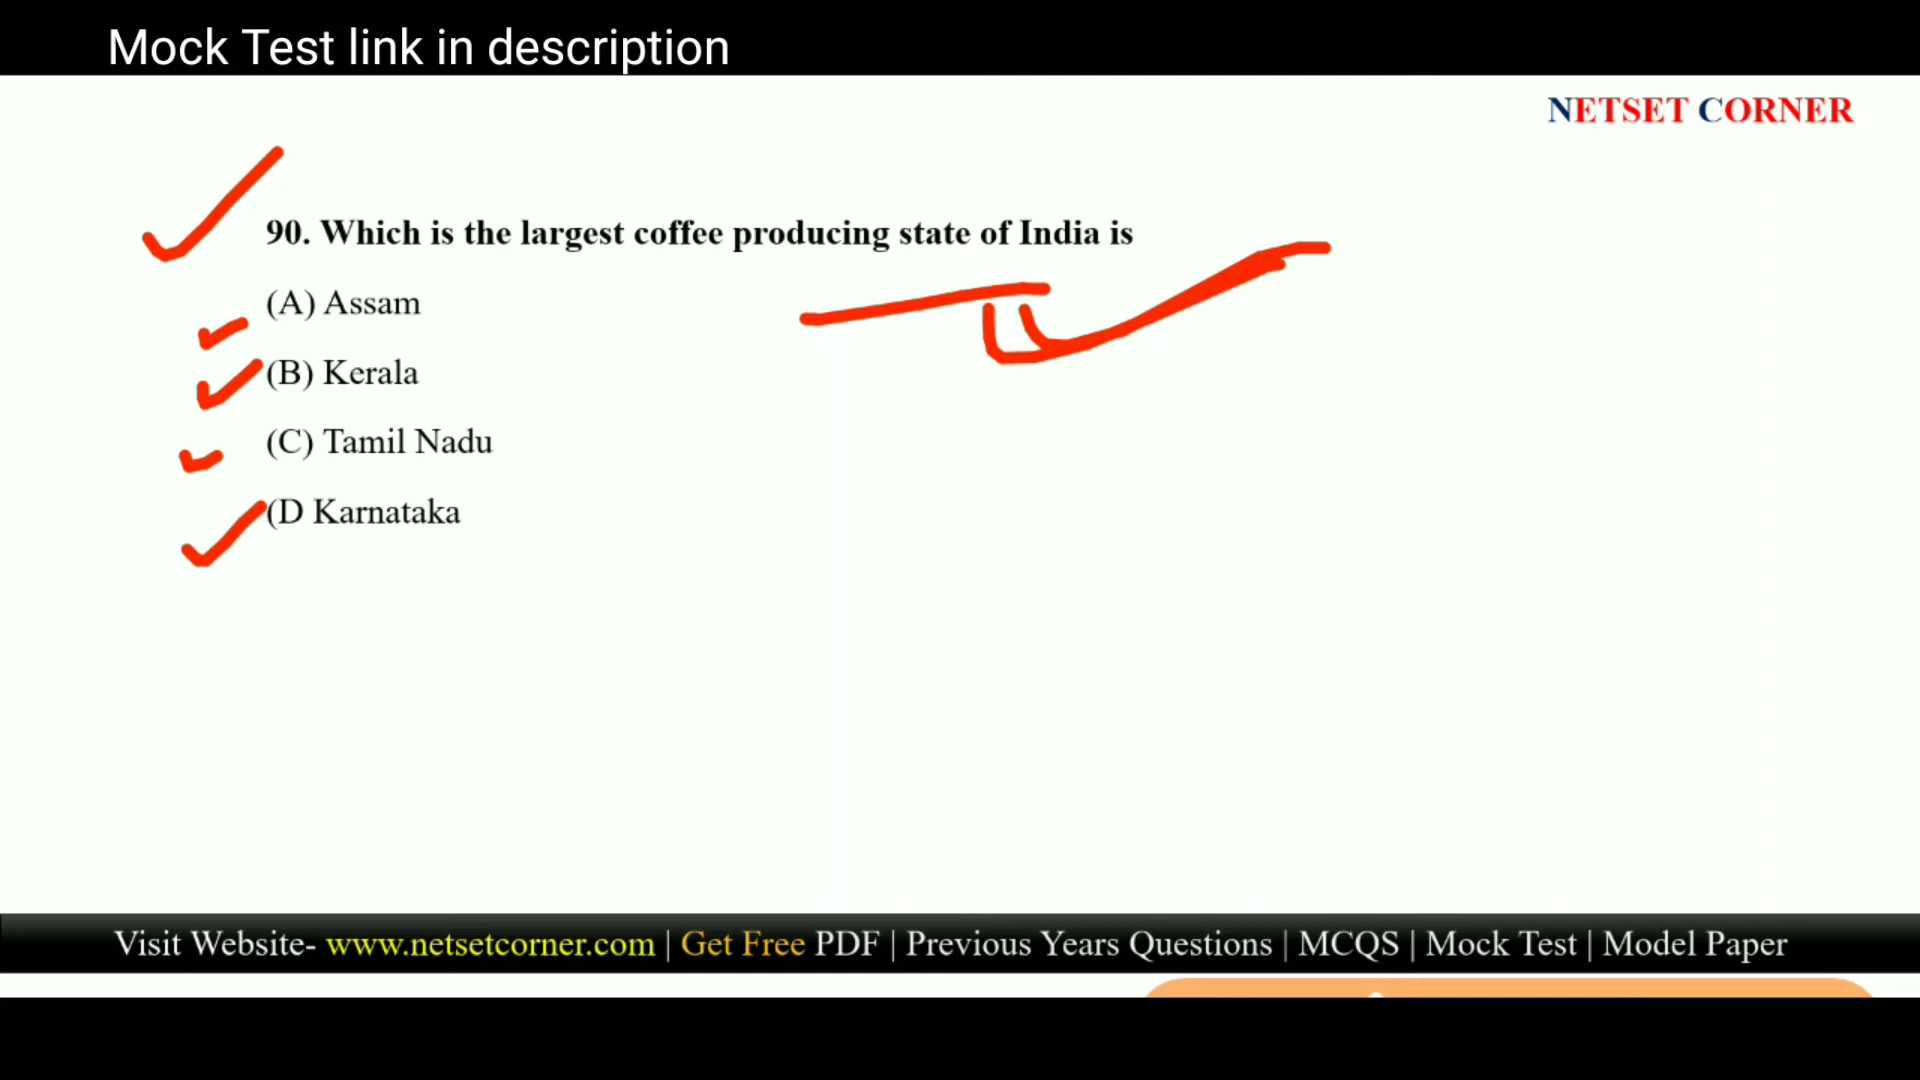 Mock Test link in description
NETSET CORNER
90. Which is the largest coffee producing state of India is
(A) Assam
(B) Kerala
(C) Tamil Nadu
(D Karnataka
Visit Website- www.netsetcorner.com | Get Free PDF | Previous Years Questions | MCQS | Mock Test | Model Paper